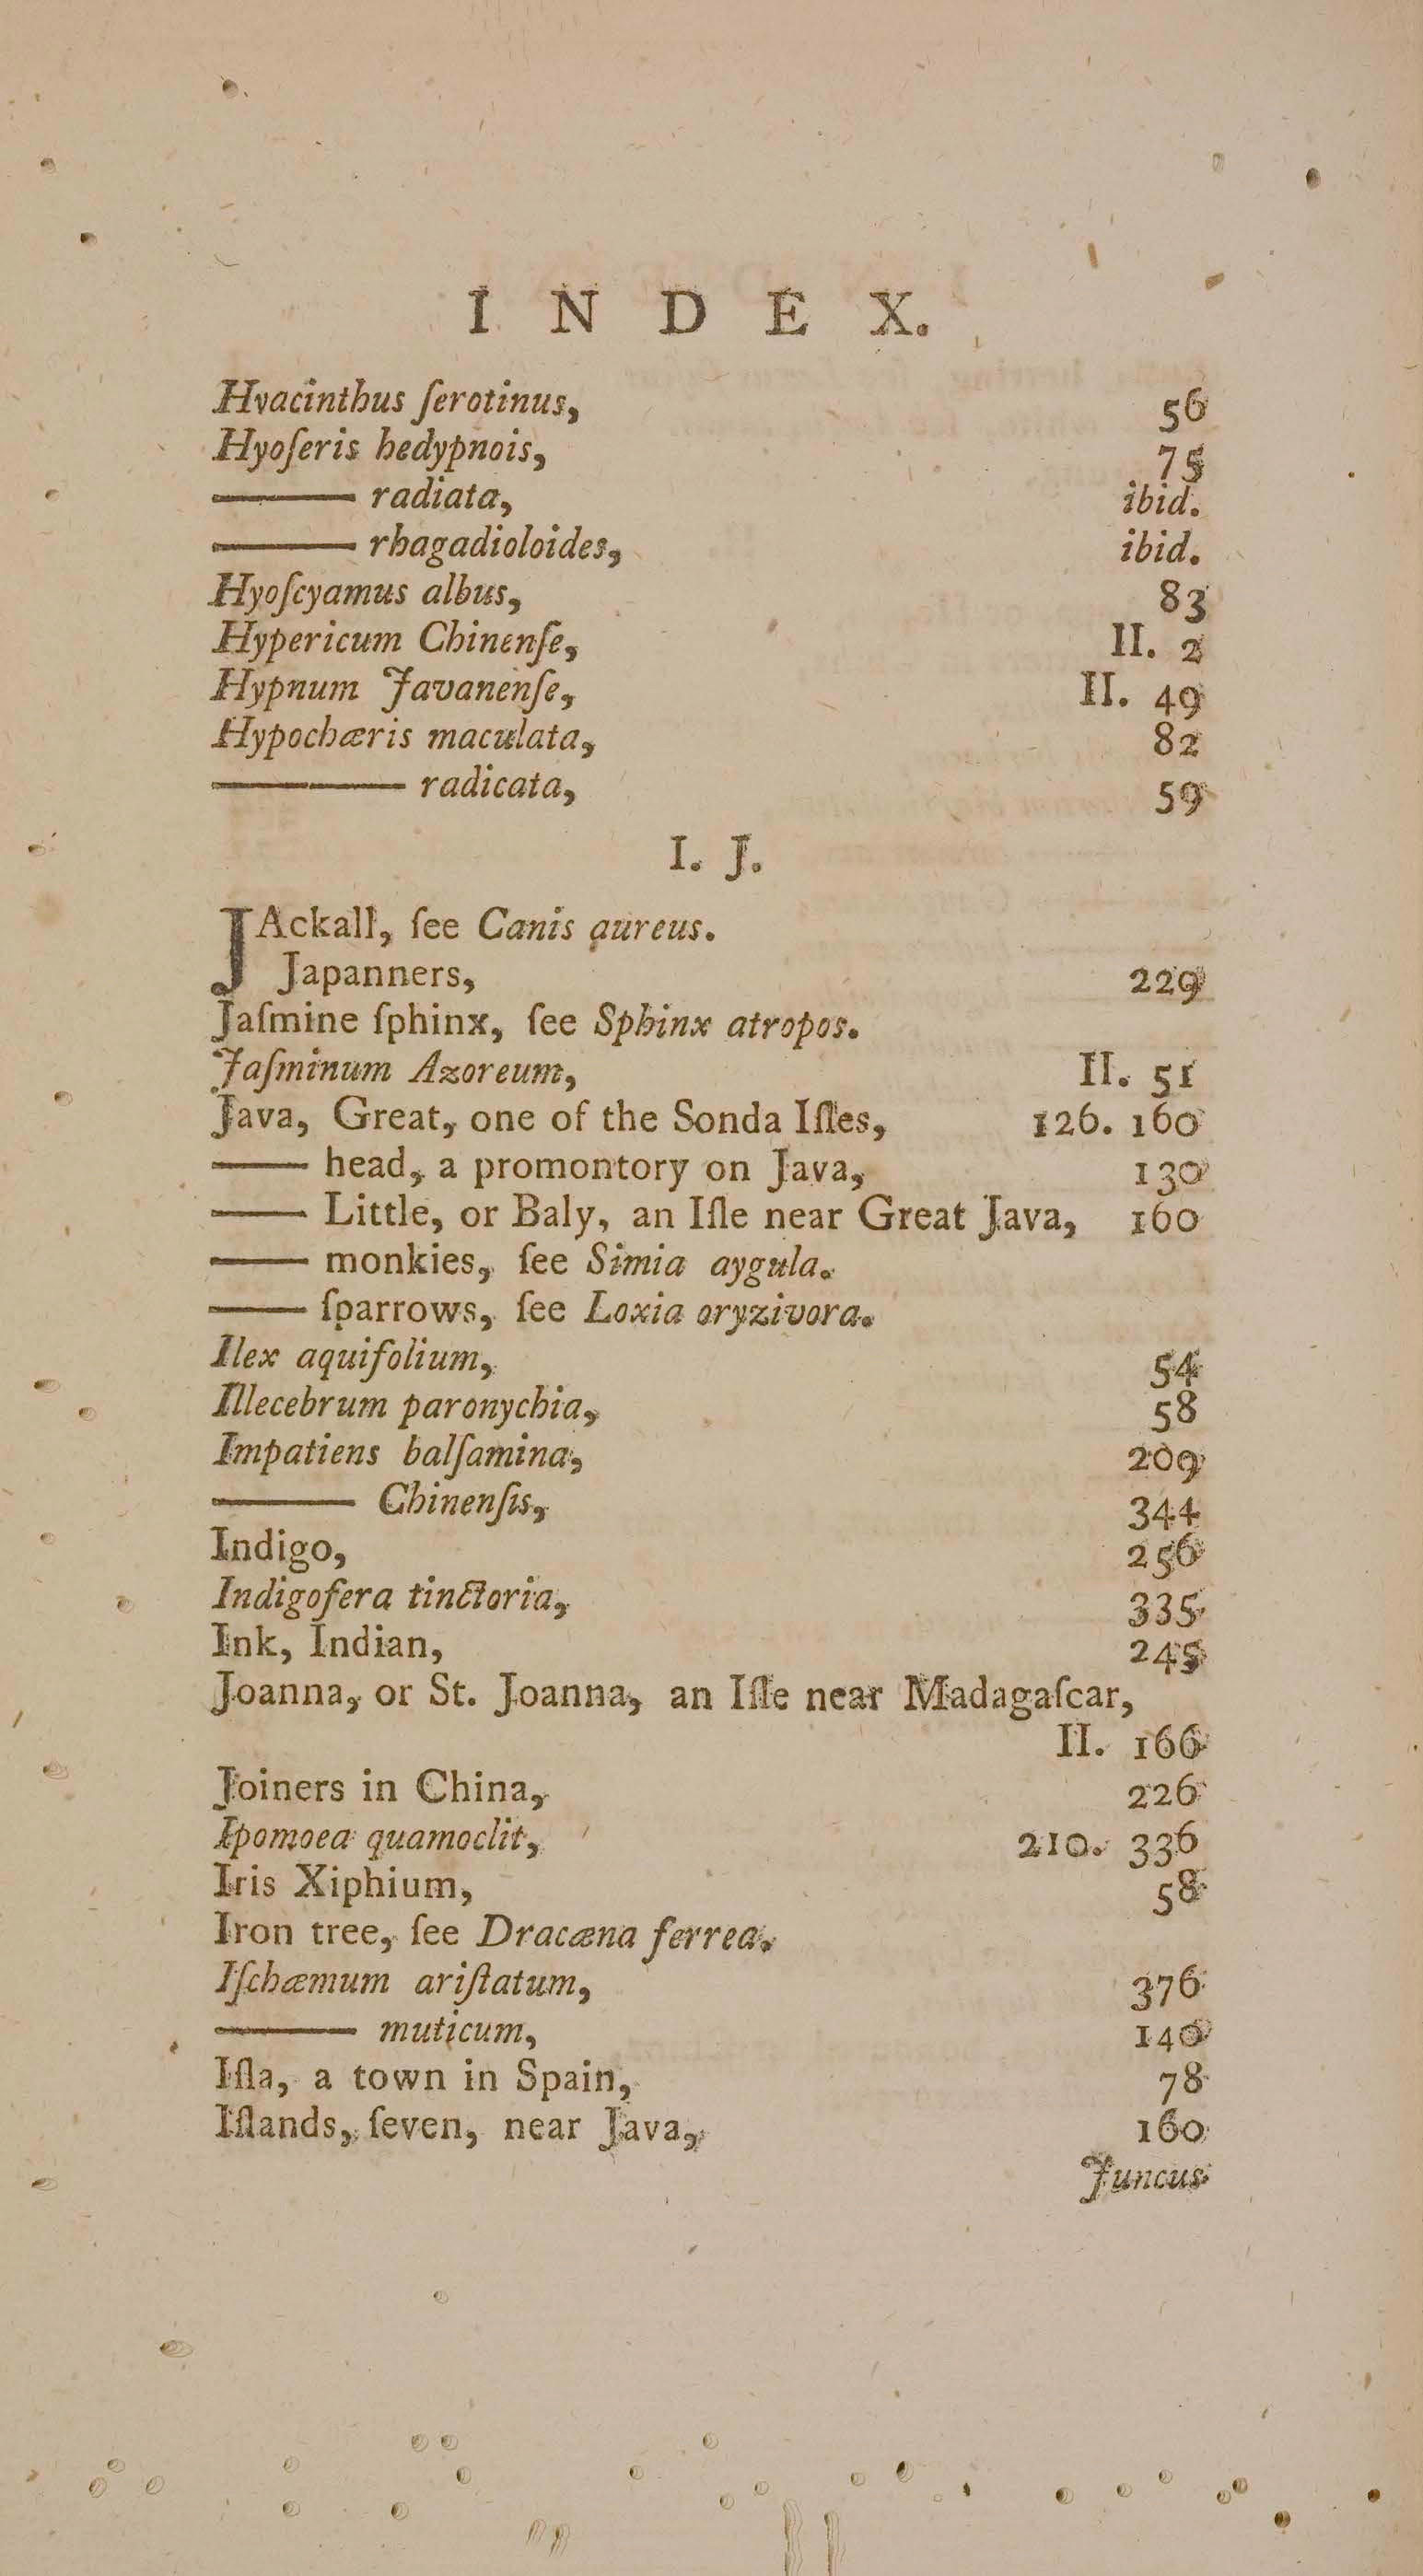 INDEX.
Hyacinthus ſerotinus, 56
Hyoſeris hedypnois, 75
——— radiata, ibid.
——— rhagadioloides, ibid.
Hyoſcyamus albus, 83
Hypericum Chinenſe, II. 2
Hypnum Javanenſe, II. 49
Hypochæris maculata, 82
———— radicata, 59
I. J.
JAckall, ſee Canis aureus.
Japanners, 229
Jaſmine ſphinx, ſee Sphinx atropos.
Jaſminum Azoreum, II. 51
Java, Great, one of the Sonda Iſles, 126. 160
—— head, a promontory on Java, 130
—— Little, or Baly, an Iſle near Great Java, 160
—— monkies, ſee Simia aygula.
—— ſparrows, ſee Loxia oryzivora.
Ilex aquifolium, 54
Illecebrum paronychia, 58
Impatiens balſamina, 209
——— Chinenſis, 344
Indigo, 256
Indigofera tinctoria, 335
Ink, Indian, 245
Joanna, or St. Joanna, an Iſle near Madagaſcar,
II. 166
Joiners in China, 226
Ipomoea quamoclit, 210. 336
Iris Xiphium, 58
Iron tree, ſee Dracæna ferrea.
Iſchæmum ariſtatum, 376
——— muticum, 140
Iſla, a town in Spain, 78
Iſlands, ſeven, near Java, 160
Juncus